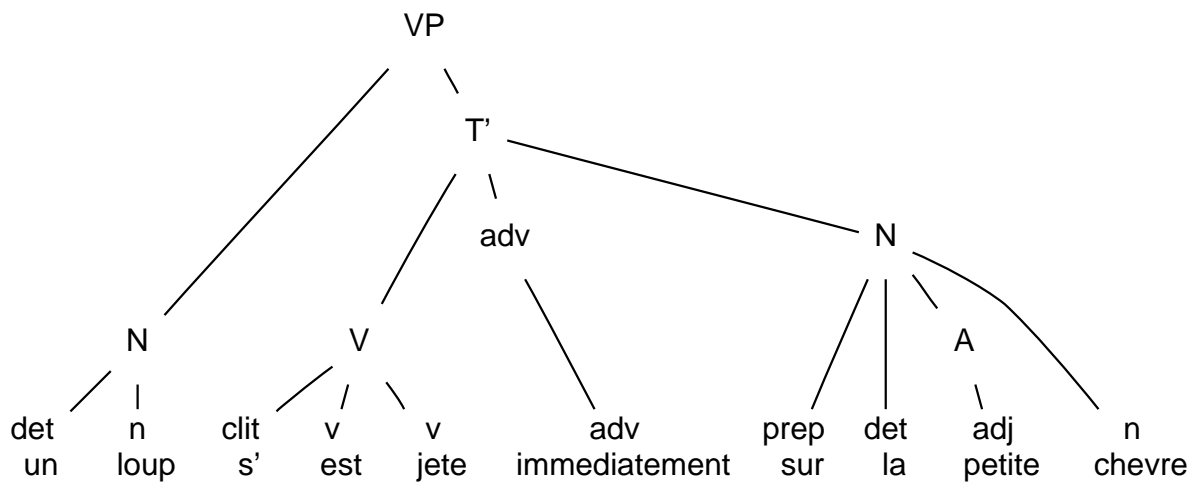 VP
T’
adv N
N V A
det n clit v v adv prep det adj n
un loup s’ est jete immediatement sur la petite chevre